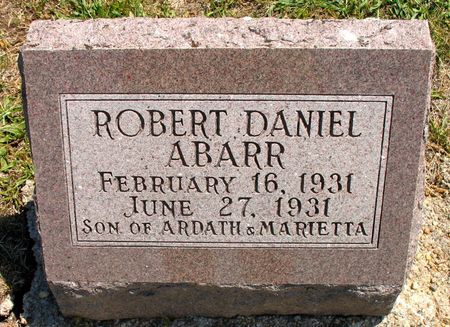 ROBERT DANIEL
ABARR
FEBRUARY 16, 1931
JUNE 27, 1931
SON OF ARDATH & MARIETTA